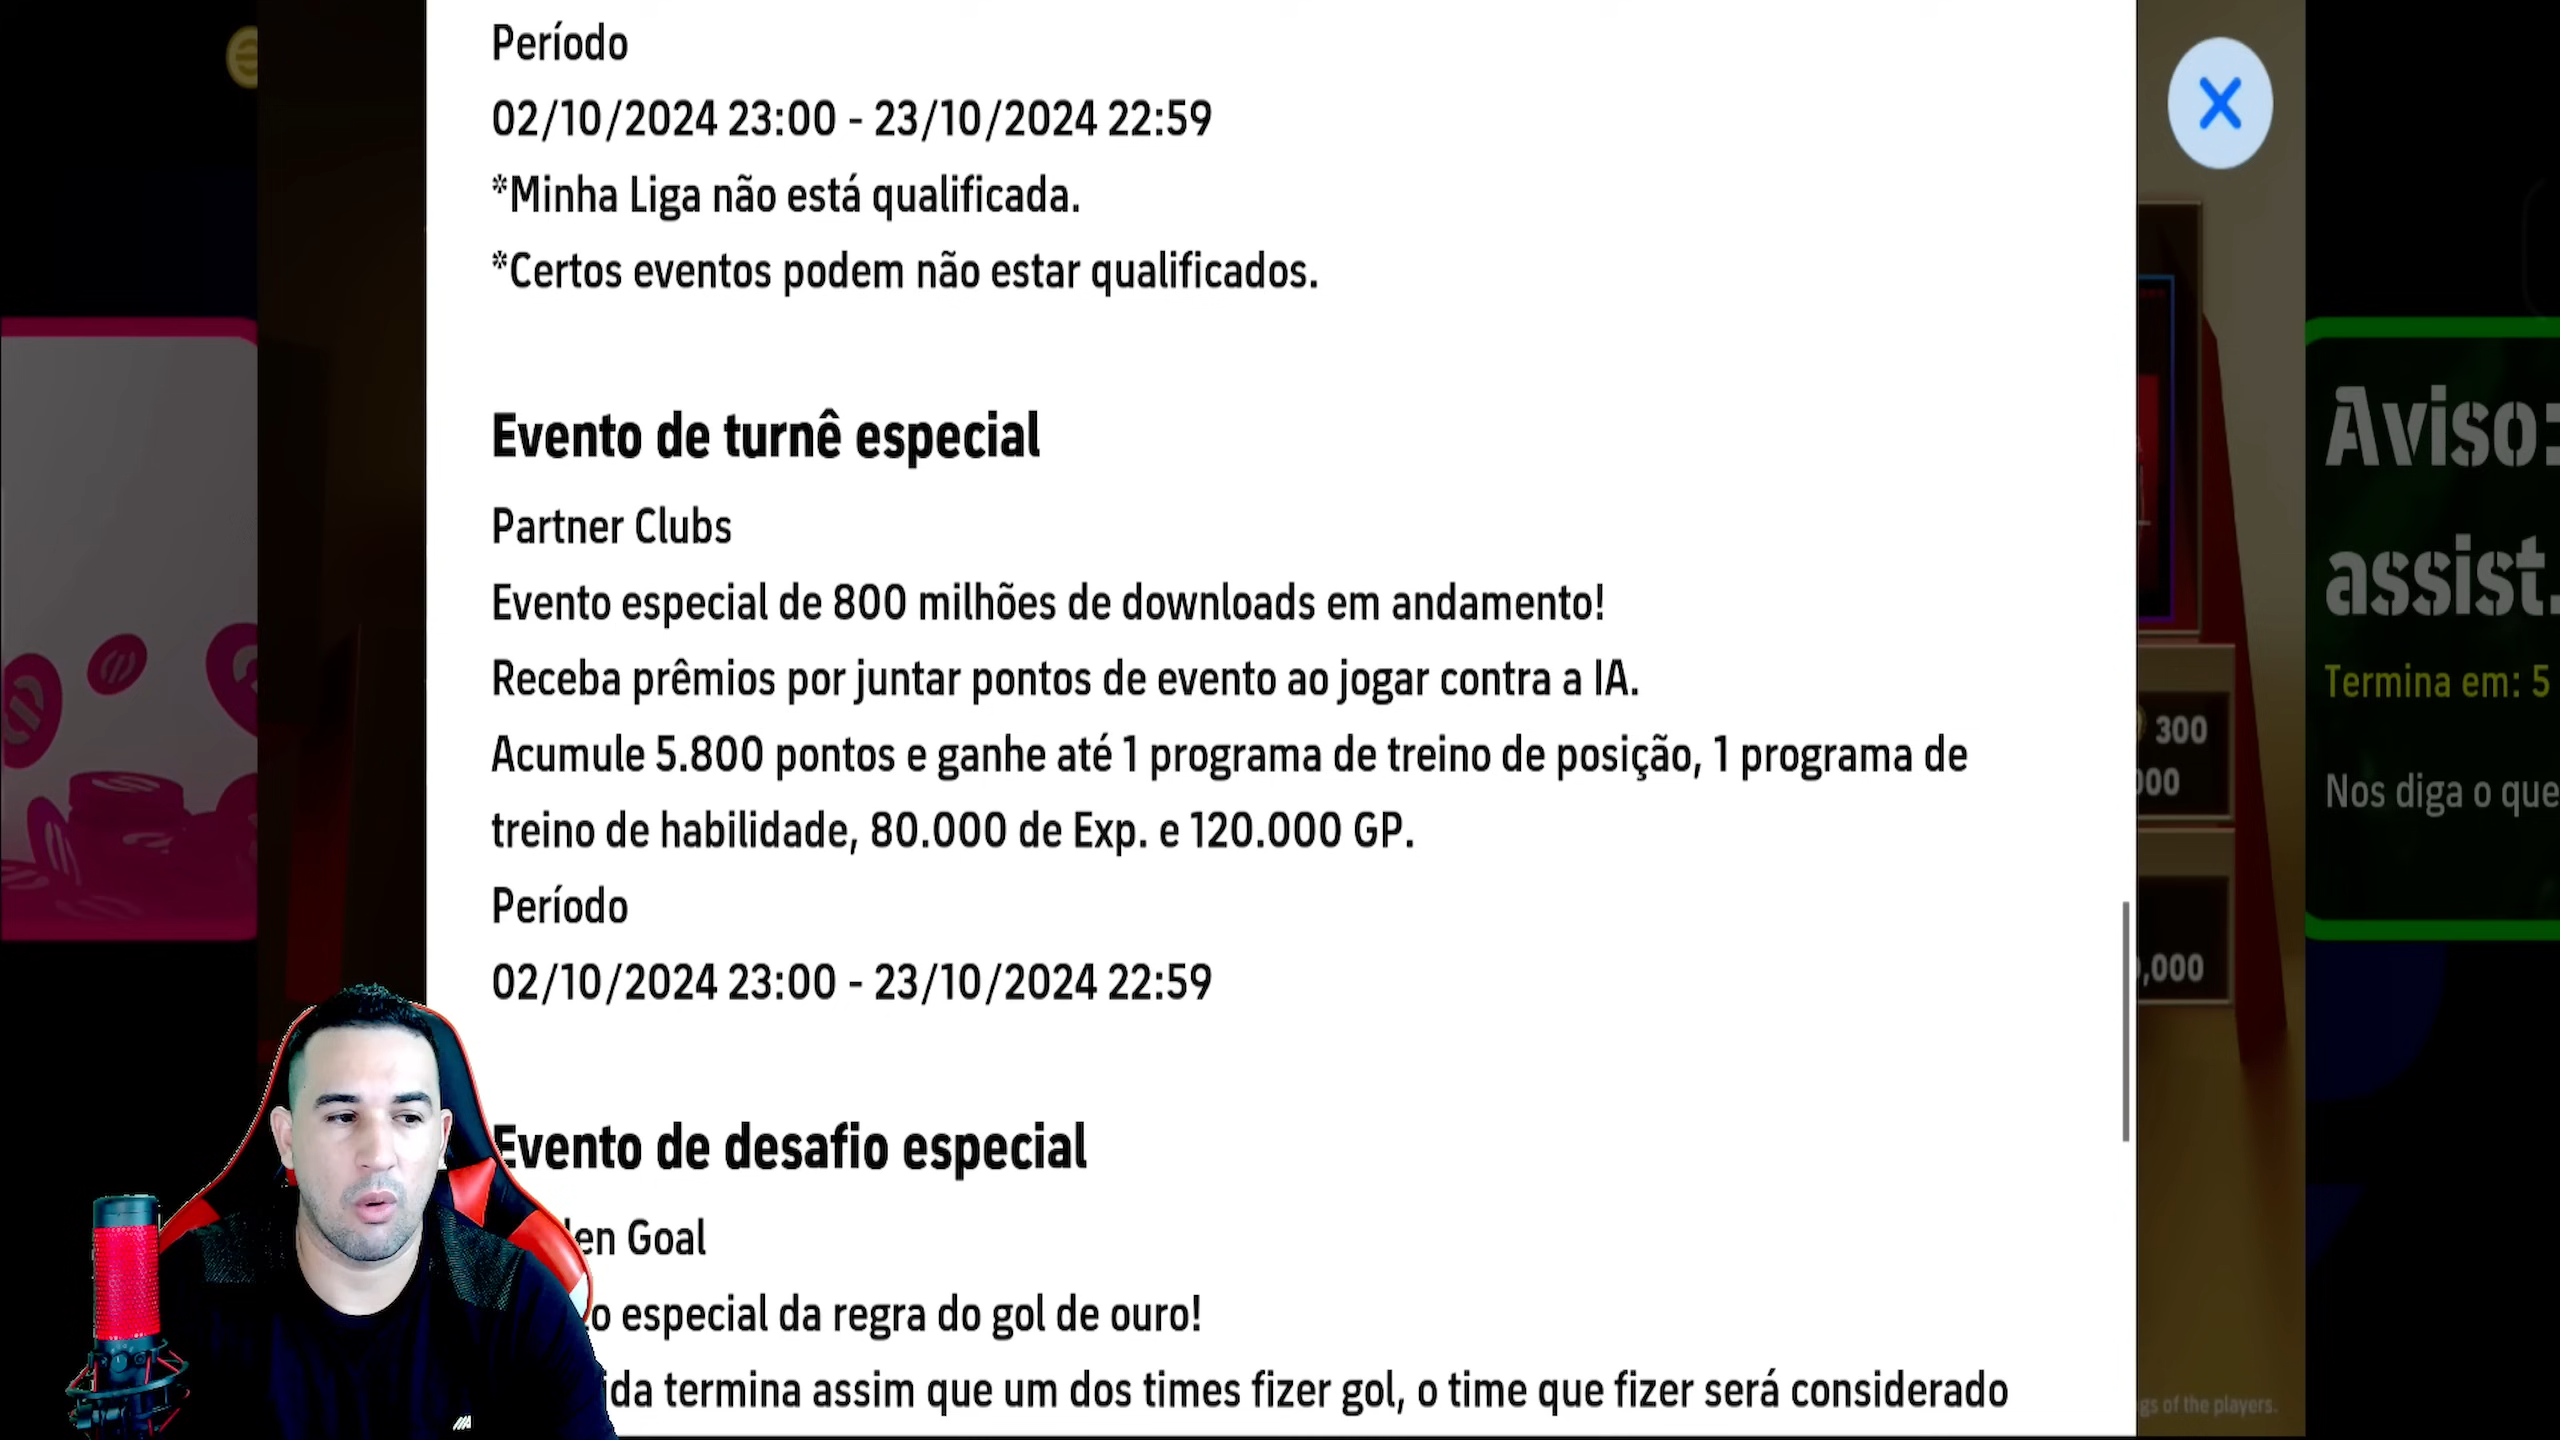 Período
02/10/2024 23:00 - 23/10/2024 22:59
*Minha Liga não está qualificada.
*Certos eventos podem não estar qualificados.
Evento de turnê especial
Partner Clubs
Evento especial de 800 milhões de downloads em andamento!
Receba prêmios por juntar pontos de evento ao jogar contra a IA.
Acumule 5.800 pontos e ganhe até 1 programa de treino de posição, 1 programa de
treino de habilidade, 80.000 de Exp. e 120.000 GP.
Período
02/10/2024 23:00 - 23/10/2024 22:59
Evento de desafio especial
Goal
especial da regra do gol de ouro!
termina assim que um dos times fizer gol, o time que fizer será considerado
300
Aviso:
assist.
Termina em: 5
Nos diga o que
of the players.